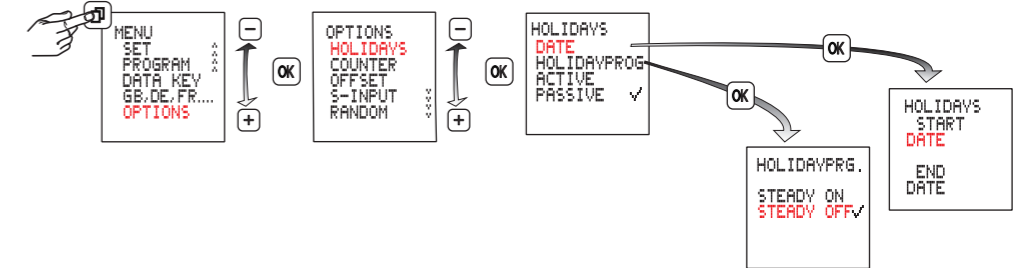 MENU
SET
PROGRAM
DATA KEY
GB,DE,FR....
OPTIONS
−
+
OK
OPTIONS
HOLIDAYS
COUNTER
OFFSET
S-INPUT
RANDOM
−
+
OK
HOLIDAYS
DATE
HOLIDAYPROG
ACTIVE
PASSIVE ✓
OK
OK
HOLIDAYPRG.
STEADY ON
STEADY OFF✓
HOLIDAYS
START
DATE
END
DATE